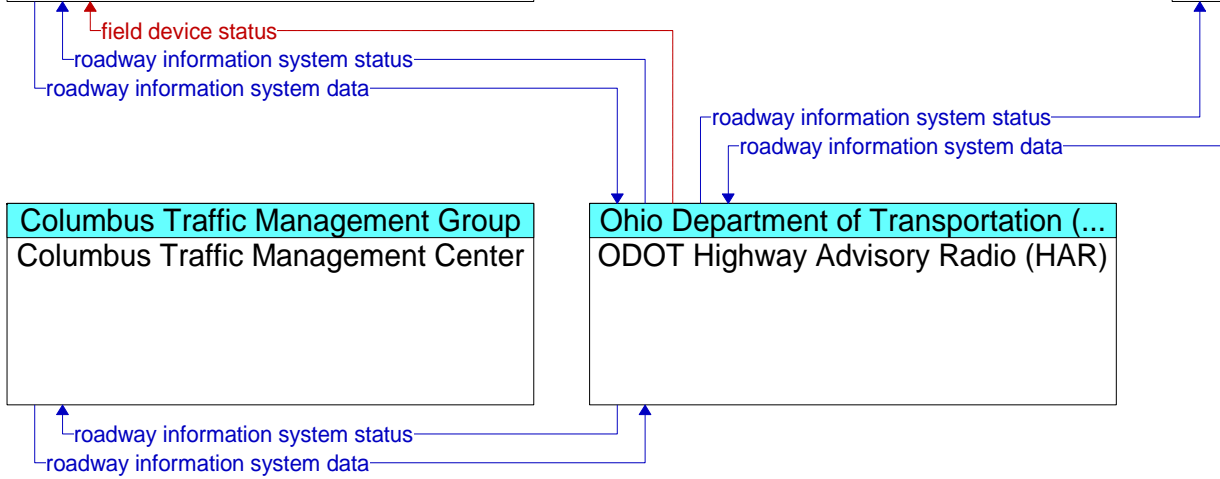 field device status
roadway information system status
roadway information system data
roadway information system status
roadway information system data
Columbus Traffic Management Group
Columbus Traffic Management Center
Ohio Department of Transportation (...
ODOT Highway Advisory Radio (HAR)
roadway information system status
roadway information system data